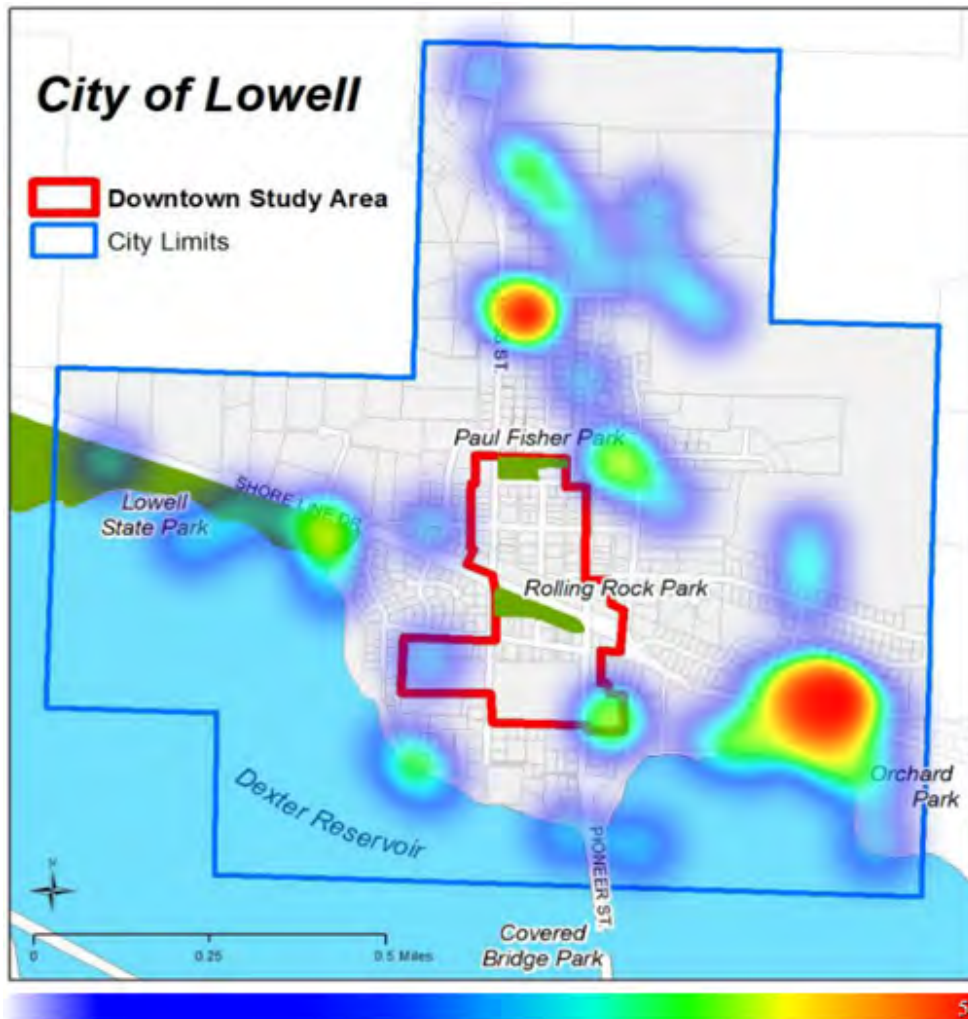 City of Lowell
Downtown Study Area
City Limits
ST.
Paul Fisher Park
SHORE LINE DR
Lowell
State Park
Rolling Rock Park
Orchard
Park
Dexter Reservoir
PIONEER ST.
N
0
0.25
0.5 Miles
Covered
Bridge Park
5